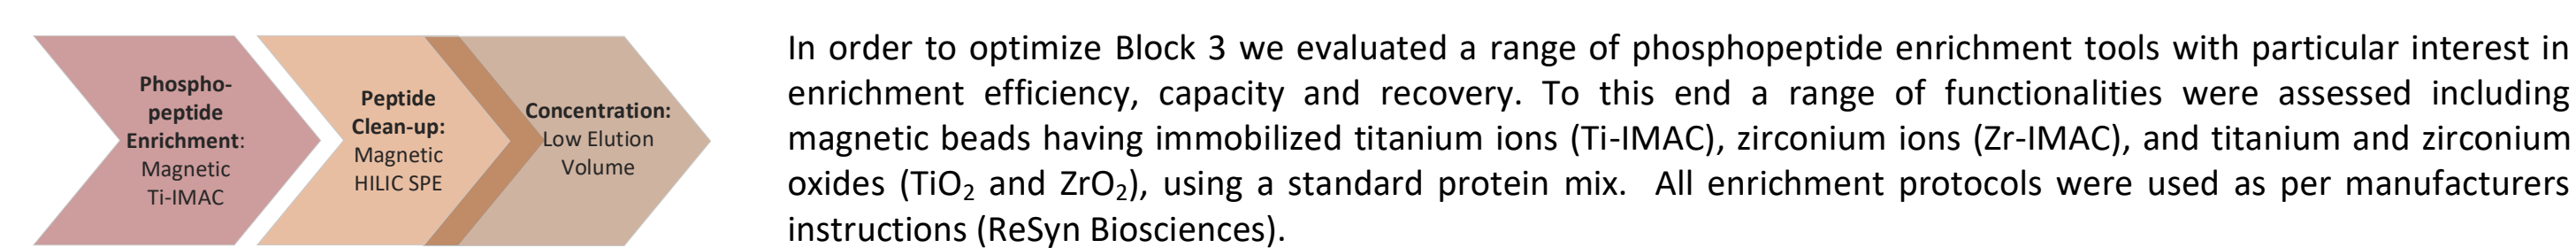 Phospho-
peptide
Enrichment:
Magnetic
Ti-IMAC
Peptide
Clean-up:
Magnetic
HILIC SPE
Concentration:
Low Elution
Volume
In order to optimize Block 3 we evaluated a range of phosphopeptide enrichment tools with particular interest in
enrichment efficiency, capacity and recovery. To this end a range of functionalities were assessed including
magnetic beads having immobilized titanium ions (Ti-IMAC), zirconium ions (Zr-IMAC), and titanium and zirconium
oxides (TiO₂ and ZrO₂), using a standard protein mix. All enrichment protocols were used as per manufacturers
instructions (ReSyn Biosciences).